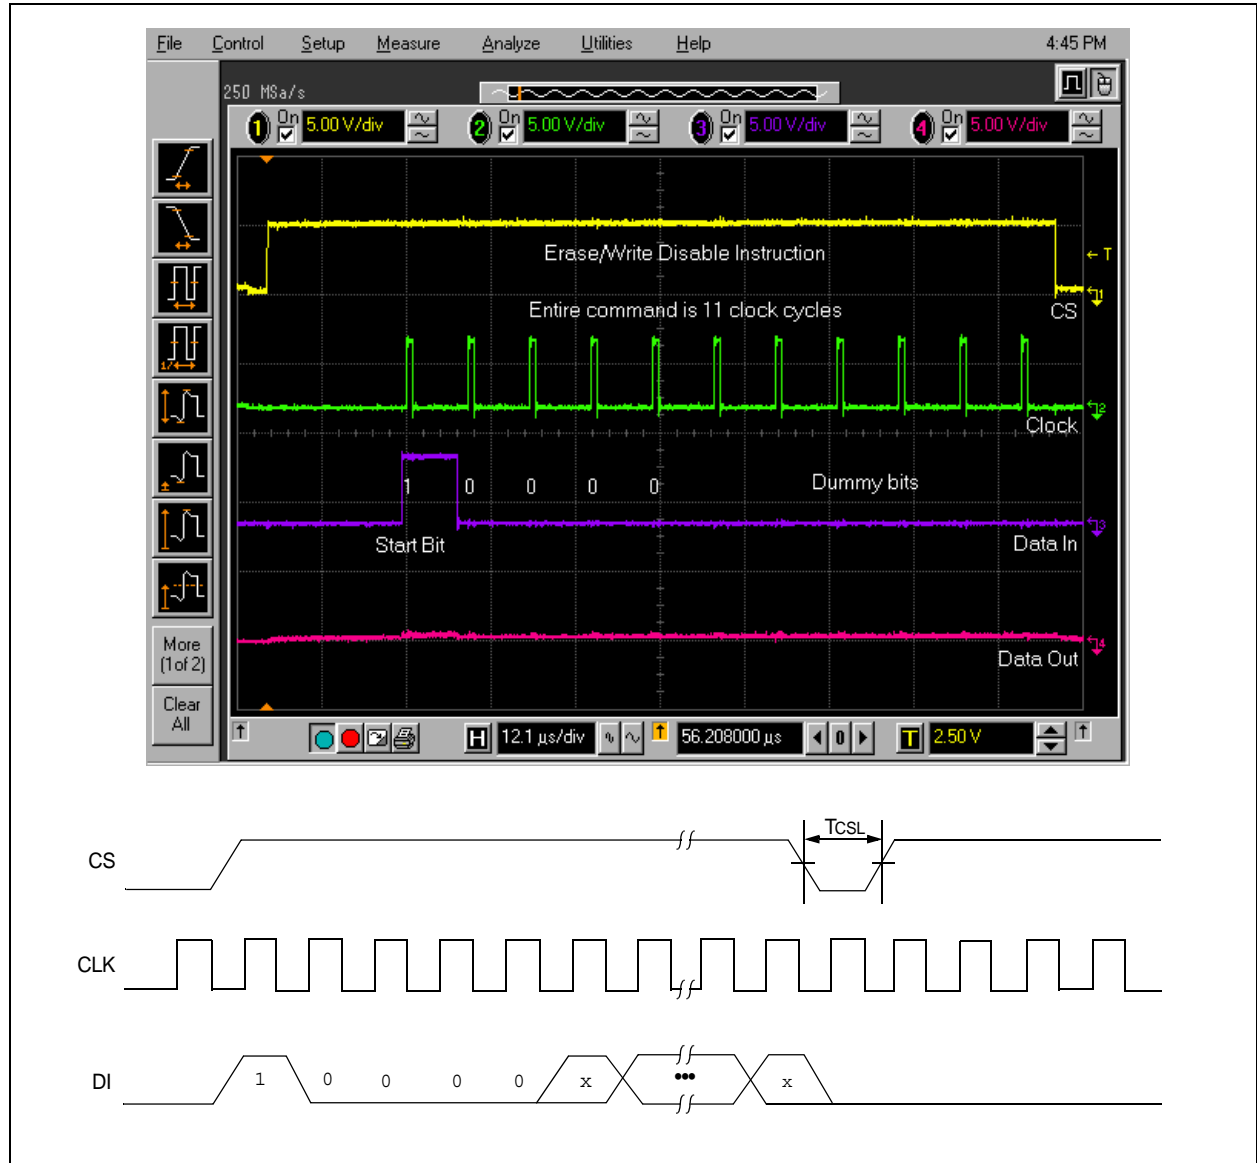 File Control Setup Measure Analyze Utilities Help 4:45 PM
250 MSa/s
1 On 5.00 V/div 2 On 5.00 V/div 3 On 5.00 V/div 4 On 5.00 V/div
Erase/Write Disable Instruction
T
1
Entire command is 11 clock cycles
CS
2
Clock
1 0 0 0 0 Dummy bits
3
Start Bit
Data In
4
Data Out
More
(1 of 2)
Clear
All
H 12.1 µs/div 56.208000 µs 0 T 2.50 V
TCSL
CS
CLK
DI 1 0 0 0 0 x ••• x